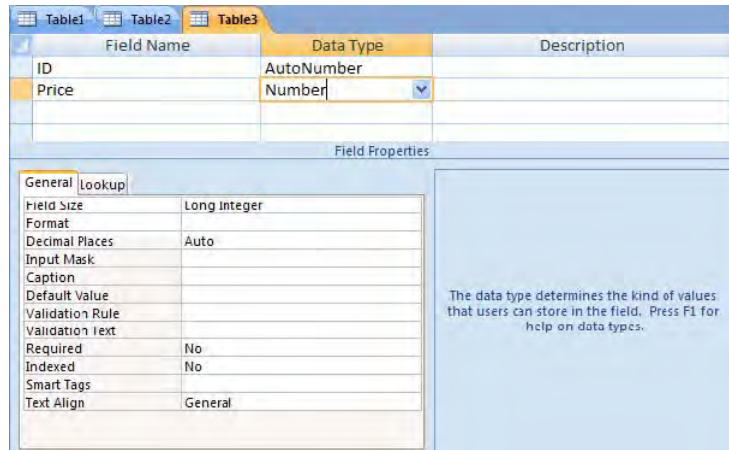 Table1 Table2 Table3
Field Name Data Type Description
ID AutoNumber
Price Number
Field Properties
General Lookup
Field Size Long Integer
Format
Decimal Places Auto
Input Mask
Caption
Default Value
Validation Rule
Validation Text
Required No
Indexed No
Smart Tags
Text Align General
The data type determines the kind of values
that users can store in the field. Press F1 for
help on data types.